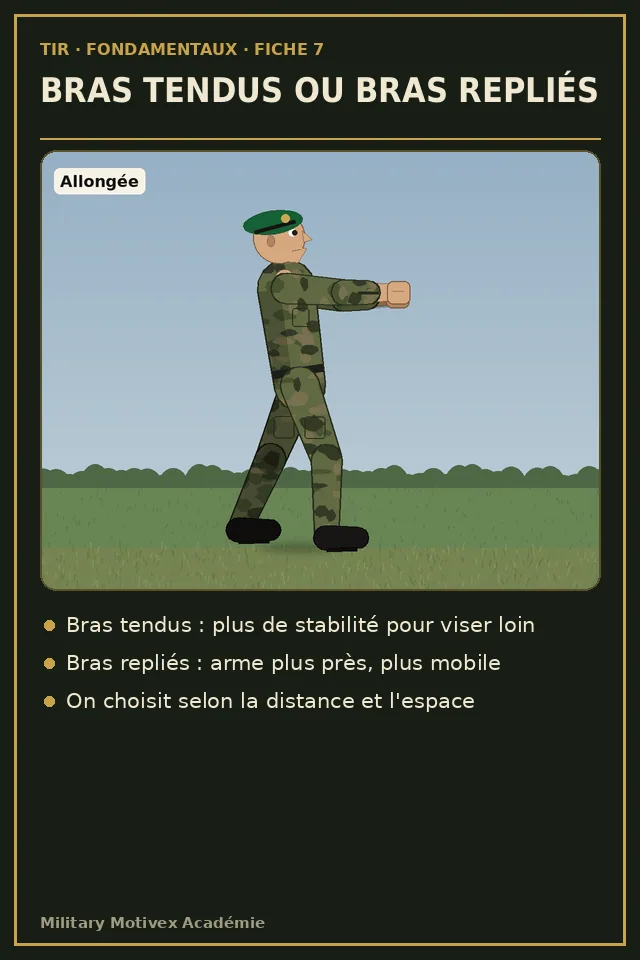 TIR · FONDAMENTAUX · FICHE 7
BRAS TENDUS OU BRAS REPLIÉS
Allongée
Bras tendus : plus de stabilité pour viser loin
Bras repliés : arme plus près, plus mobile
On choisit selon la distance et l'espace
Military Motivex Académie